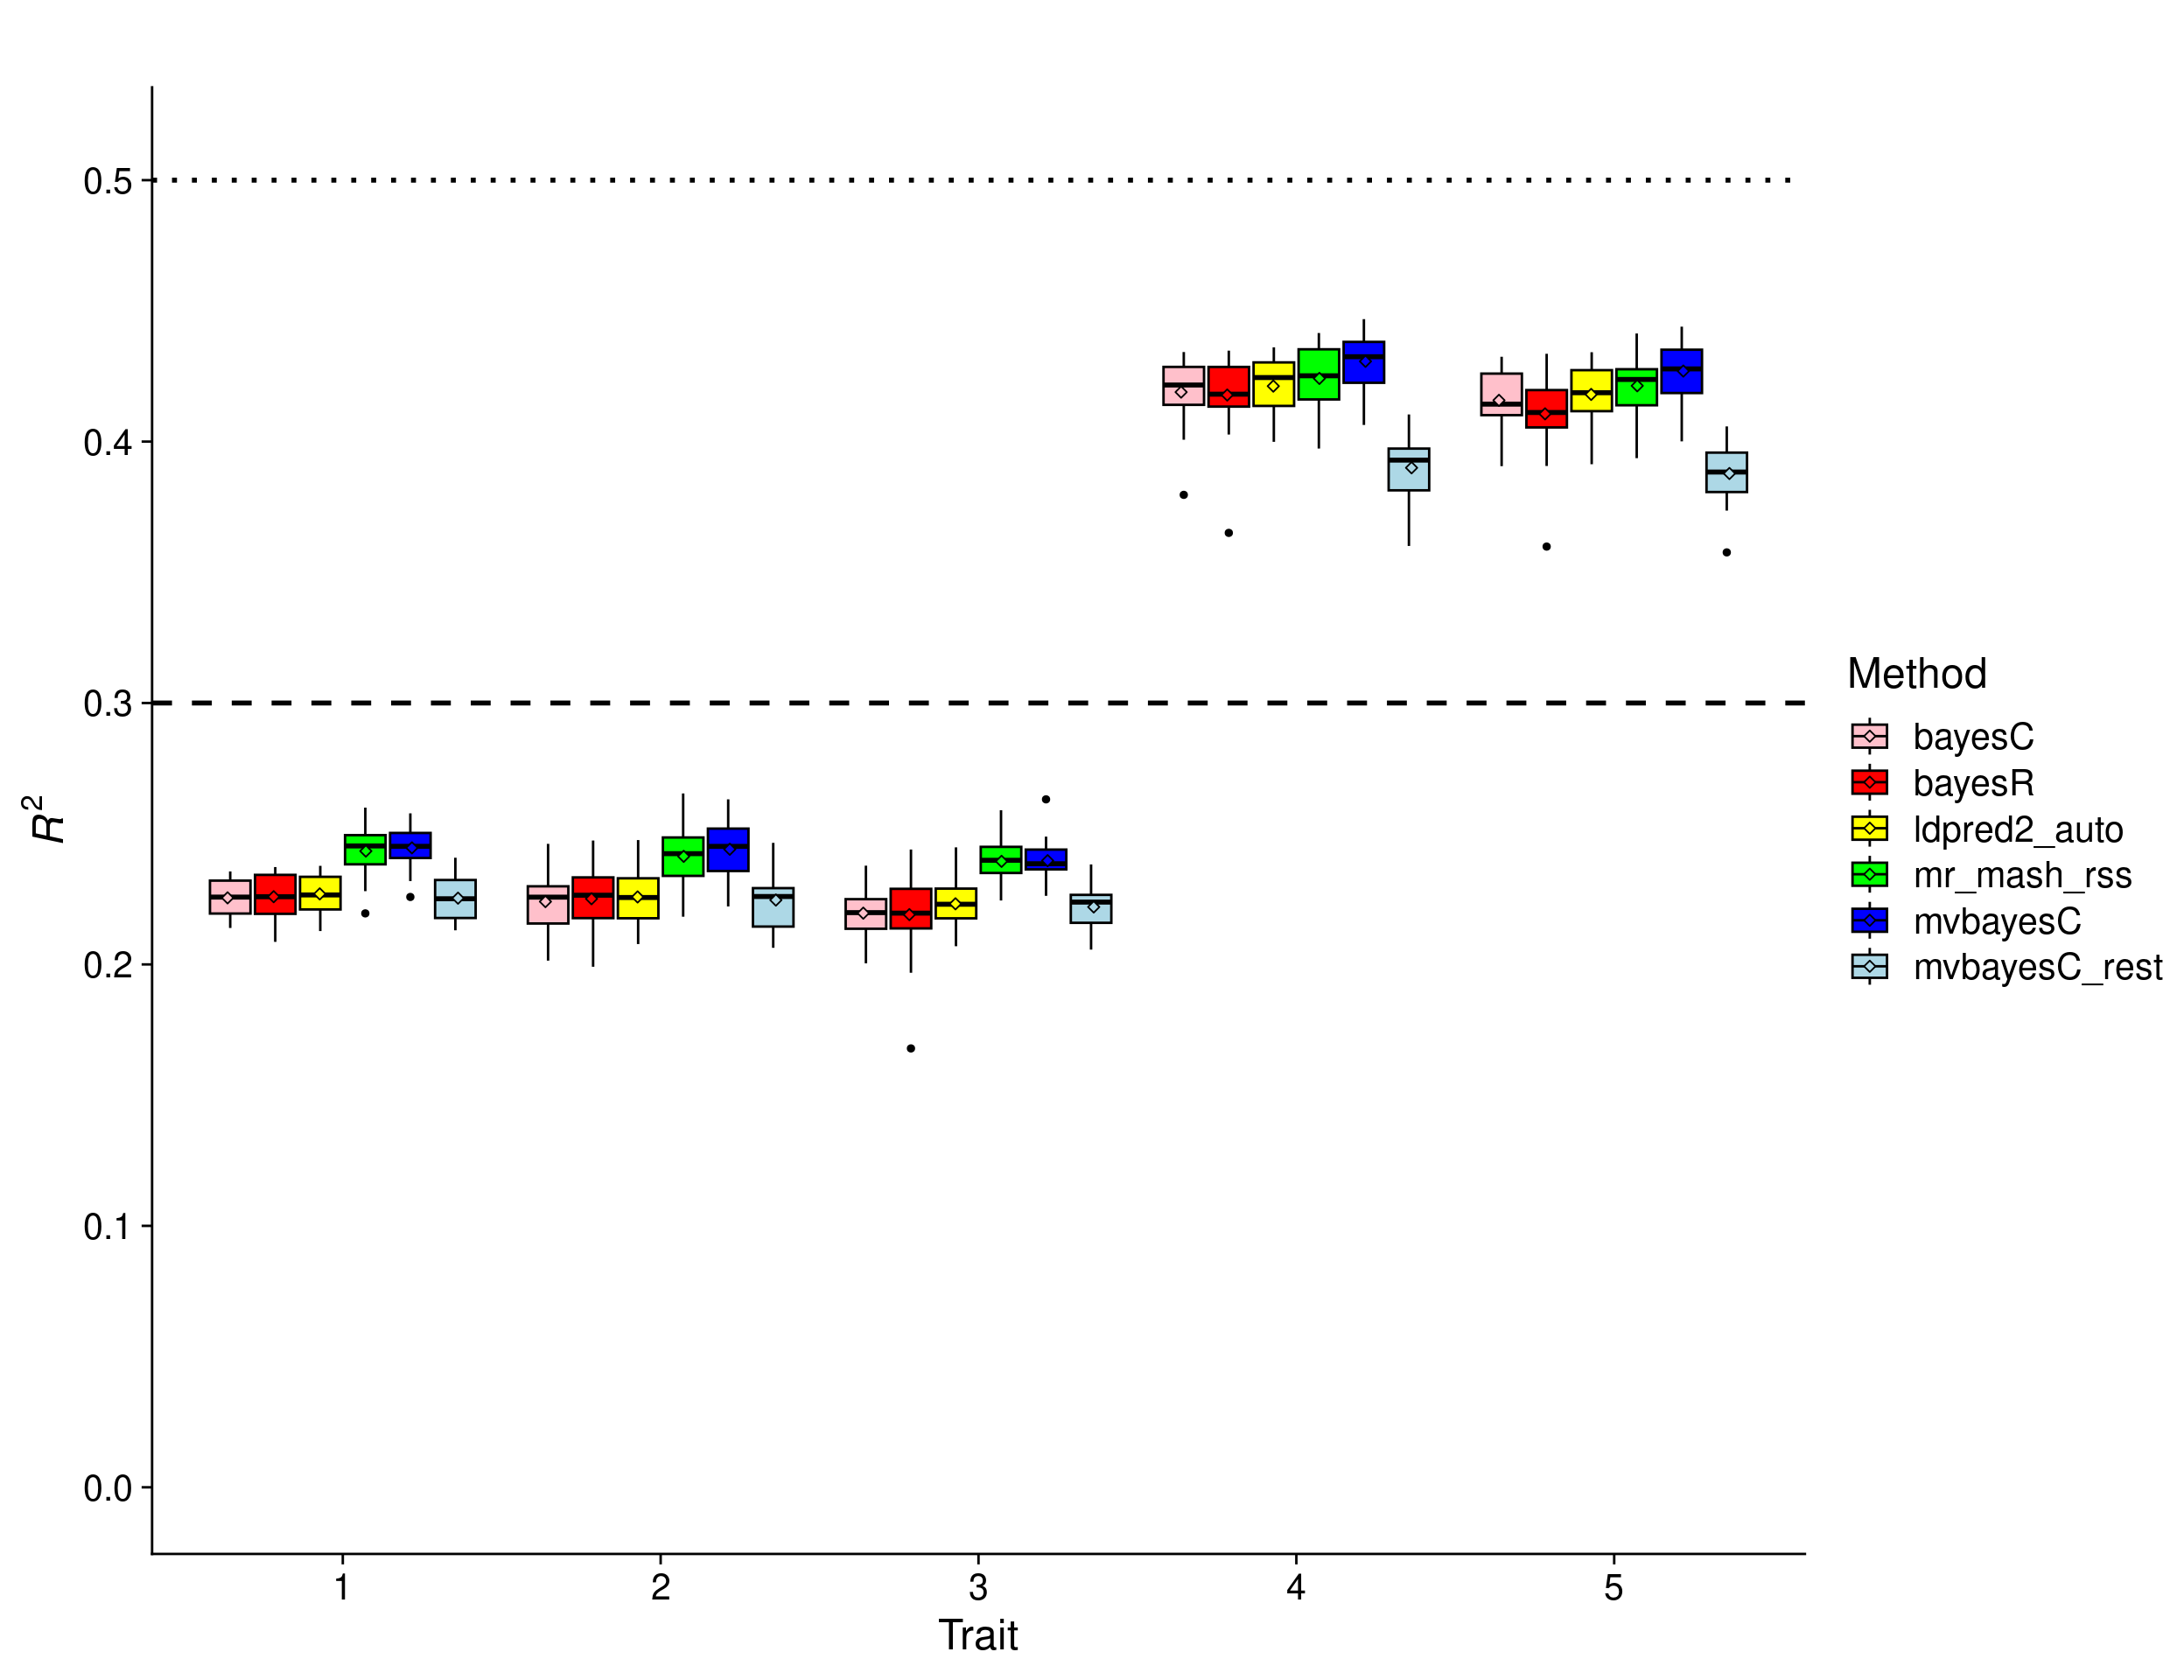 0.5
0.4
0.3
0.2
0.1
0.0
R²
1 2 3 4 5
Trait
Method
bayesC
bayesR
ldpred2_auto
mr_mash_rss
mvbayesC
mvbayesC_rest